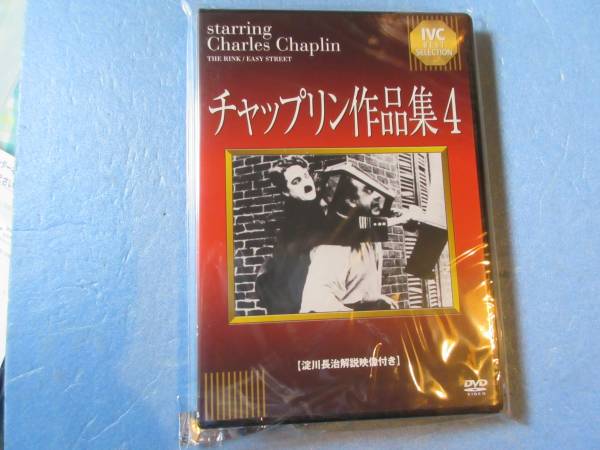 starring
Charles Chaplin
THE RINK / EASY STREET
IVC
BEST
SELECTION
チャップリン作品集4
【淀川長治解説映像付き】
DVD
VIDEO